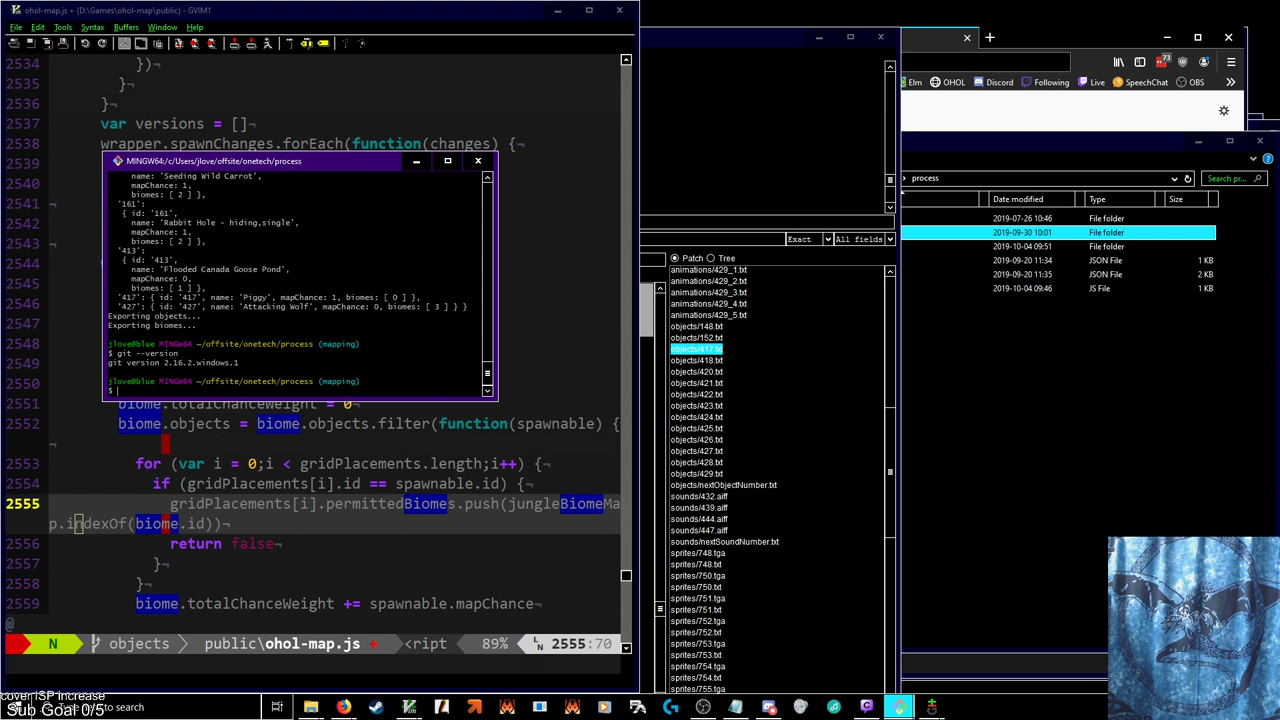 ohol-map.js + (D:\Games\ohol-map\public) - GVIM1
File Edit Tools Syntax Buffers Window Help
2534 })¬
2535 }¬
2536 }¬
2537 var versions = []¬
2538 wrapper.spawnChanges.forEach(function(changes) {¬
2539
2540
2541
2542
2543
2544
2545
2546
2547
2548
2549
2550
2551 biome.totalChanceWeight = 0
2552 biome.objects = biome.objects.filter(function(spawnable) {
¬
2553 for (var i = 0;i < gridPlacements.length;i++) {¬
2554 if (gridPlacements[i].id == spawnable.id) {¬
2555 gridPlacements[i].permittedBiomes.push(jungleBiomeMa
p.indexOf(biome.id))¬
2556 return false¬
2557 }¬
2558 }¬
2559 biome.totalChanceWeight += spawnable.mapChance¬
@
N objects public\ohol-map.js + <ript 89% LN 2555:70
MINGW64:/c/Users/jlove/offsite/onetech/process
name: 'Seeding Wild Carrot',
mapChance: 1,
biomes: [ 2 ] },
'161':
{ id: '161',
name: 'Rabbit Hole - hiding,single',
mapChance: 1,
biomes: [ 2 ] },
'413':
{ id: '413',
name: 'Flooded Canada Goose Pond',
mapChance: 0,
biomes: [ 1 ] },
'417': { id: '417', name: 'Piggy', mapChance: 1, biomes: [ 0 ] },
'427': { id: '427', name: 'Attacking Wolf', mapChance: 0, biomes: [ 3 ] } }
Exporting objects...
Exporting biomes...
jlove@blue MINGW64 ~/offsite/onetech/process (mapping)
$ git --version
git version 2.16.2.windows.1
jlove@blue MINGW64 ~/offsite/onetech/process (mapping)
$
Exact All fields
Patch Tree
animations/429_1.txt
animations/429_2.txt
animations/429_3.txt
animations/429_4.txt
animations/429_5.txt
objects/148.txt
objects/152.txt
objects/417.txt
objects/418.txt
objects/420.txt
objects/421.txt
objects/422.txt
objects/423.txt
objects/424.txt
objects/425.txt
objects/426.txt
objects/427.txt
objects/428.txt
objects/429.txt
objects/nextObjectNumber.txt
sounds/432.aiff
sounds/439.aiff
sounds/444.aiff
sounds/447.aiff
sounds/nextSoundNumber.txt
sprites/748.tga
sprites/748.txt
sprites/750.tga
sprites/750.txt
sprites/751.tga
sprites/751.txt
sprites/752.tga
sprites/752.txt
sprites/753.tga
sprites/753.txt
sprites/754.tga
sprites/754.txt
sprites/755.tga
73
Elm OHOL Discord Following Live SpeechChat OBS
process Search pr...
Date modified Type Size
2019-07-26 10:46 File folder
2019-09-30 10:01 File folder
2019-10-04 09:51 File folder
2019-09-20 11:34 JSON File 1 KB
2019-09-20 11:35 JSON File 2 KB
2019-10-04 09:46 JS File 1 KB
cover ISP increase
Sub Goal 0/5
here to search